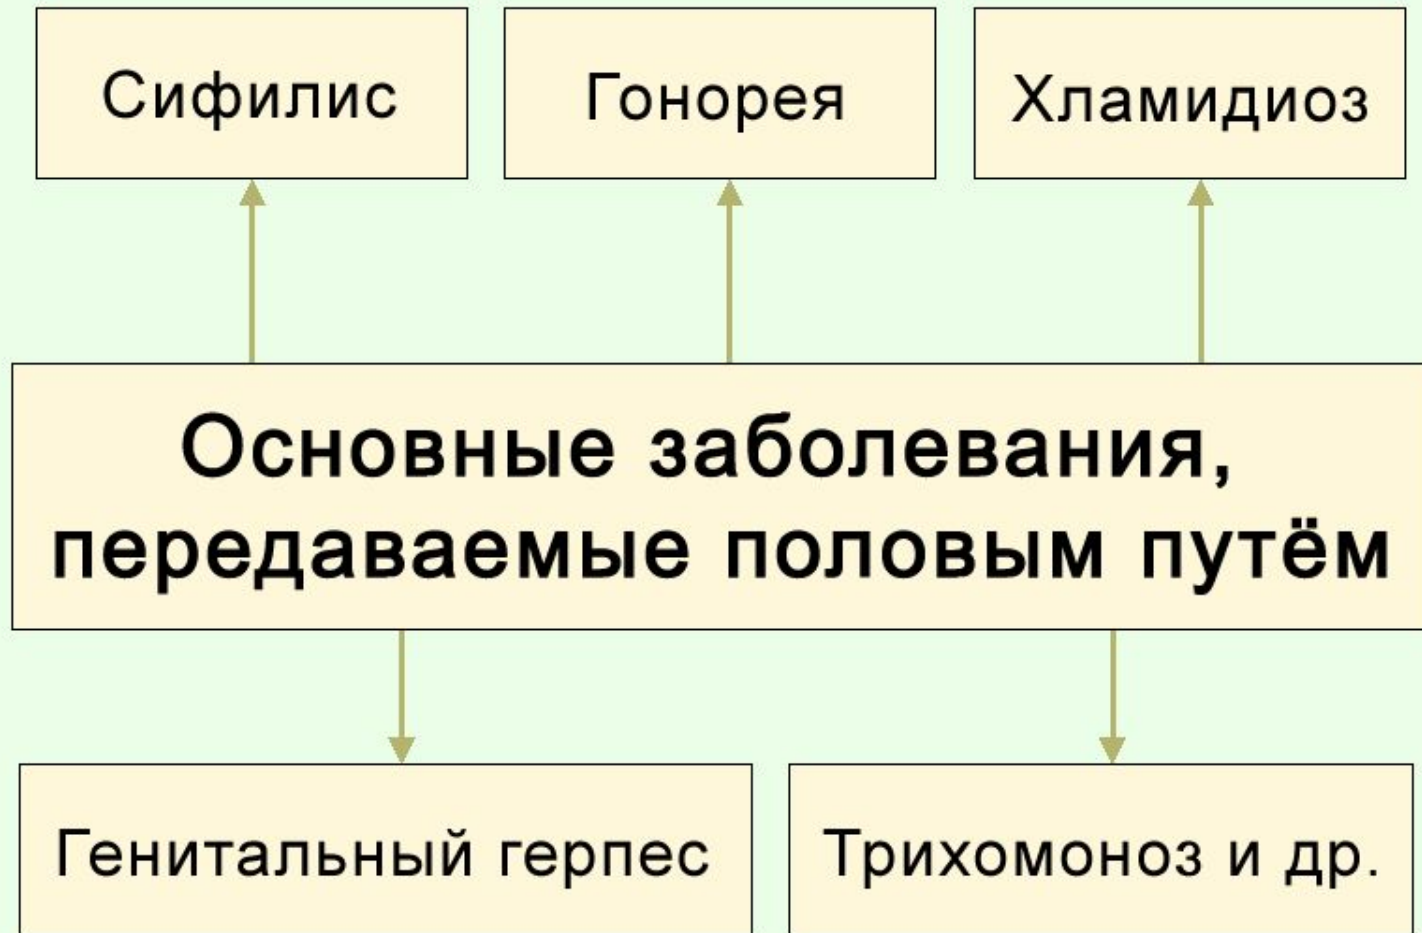 Сифилис
Гонорея
Хламидиоз
Основные заболевания,
передаваемые половым путём
Генитальный герпес
Трихомоноз и др.